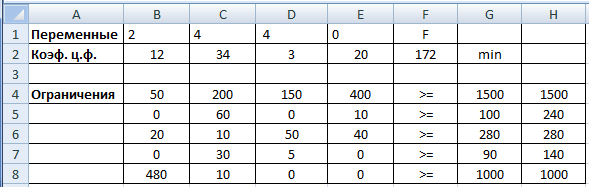 A B C D E F G H
1 Переменные 2 4 4 0 F
2 Коэф. ц.ф. 12 34 3 20 172 min
3
4 Ограничения 50 200 150 400 >= 1500 1500
5 0 60 0 10 >= 100 240
6 20 10 50 40 >= 280 280
7 0 30 5 0 >= 90 140
8 480 10 0 0 >= 1000 1000